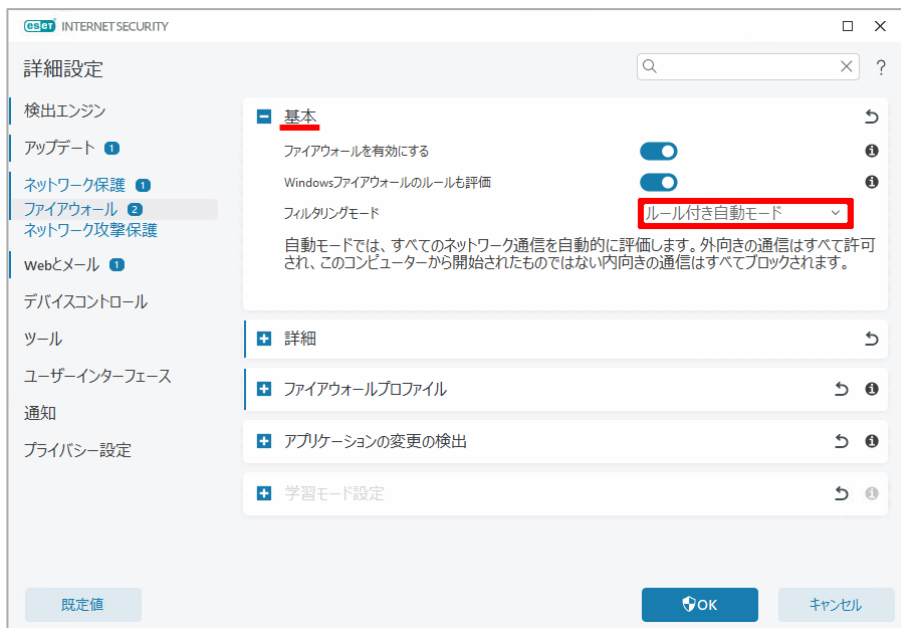 eset INTERNET SECURITY
詳細設定
?
検出エンジン
アップデート 1
ネットワーク保護 1
ファイアウォール 2
ネットワーク攻撃保護
Webとメール 1
デバイスコントロール
ツール
ユーザーインターフェース
通知
プライバシー設定
基本
ファイアウォールを有効にする
Windowsファイアウォールのルールも評価
フィルタリングモード
ルール付き自動モード
自動モードでは、すべてのネットワーク通信を自動的に評価します。外向きの通信はすべて許可
され、このコンピューターから開始されたものではない内向きの通信はすべてブロックされます。
詳細
ファイアウォールプロファイル
アプリケーションの変更の検出
学習モード設定
既定値
OK
キャンセル